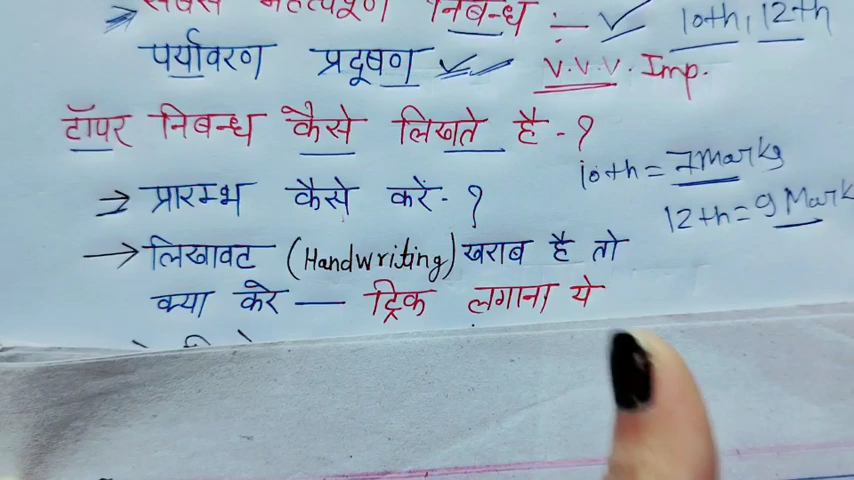 सबसे महत्वपूर्ण निबन्ध :- 10th, 12th
पर्यावरण प्रदूषण V.V.V. Imp.
टॉपर निबन्ध कैसे लिखते है - ?
10th = 7 Marks
⇒ प्रारम्भ कैसे करें - ?
12th = 9 Mark
→ लिखावट (Handwriting) खराब है तो
क्या करे — ट्रिक लगाना ये